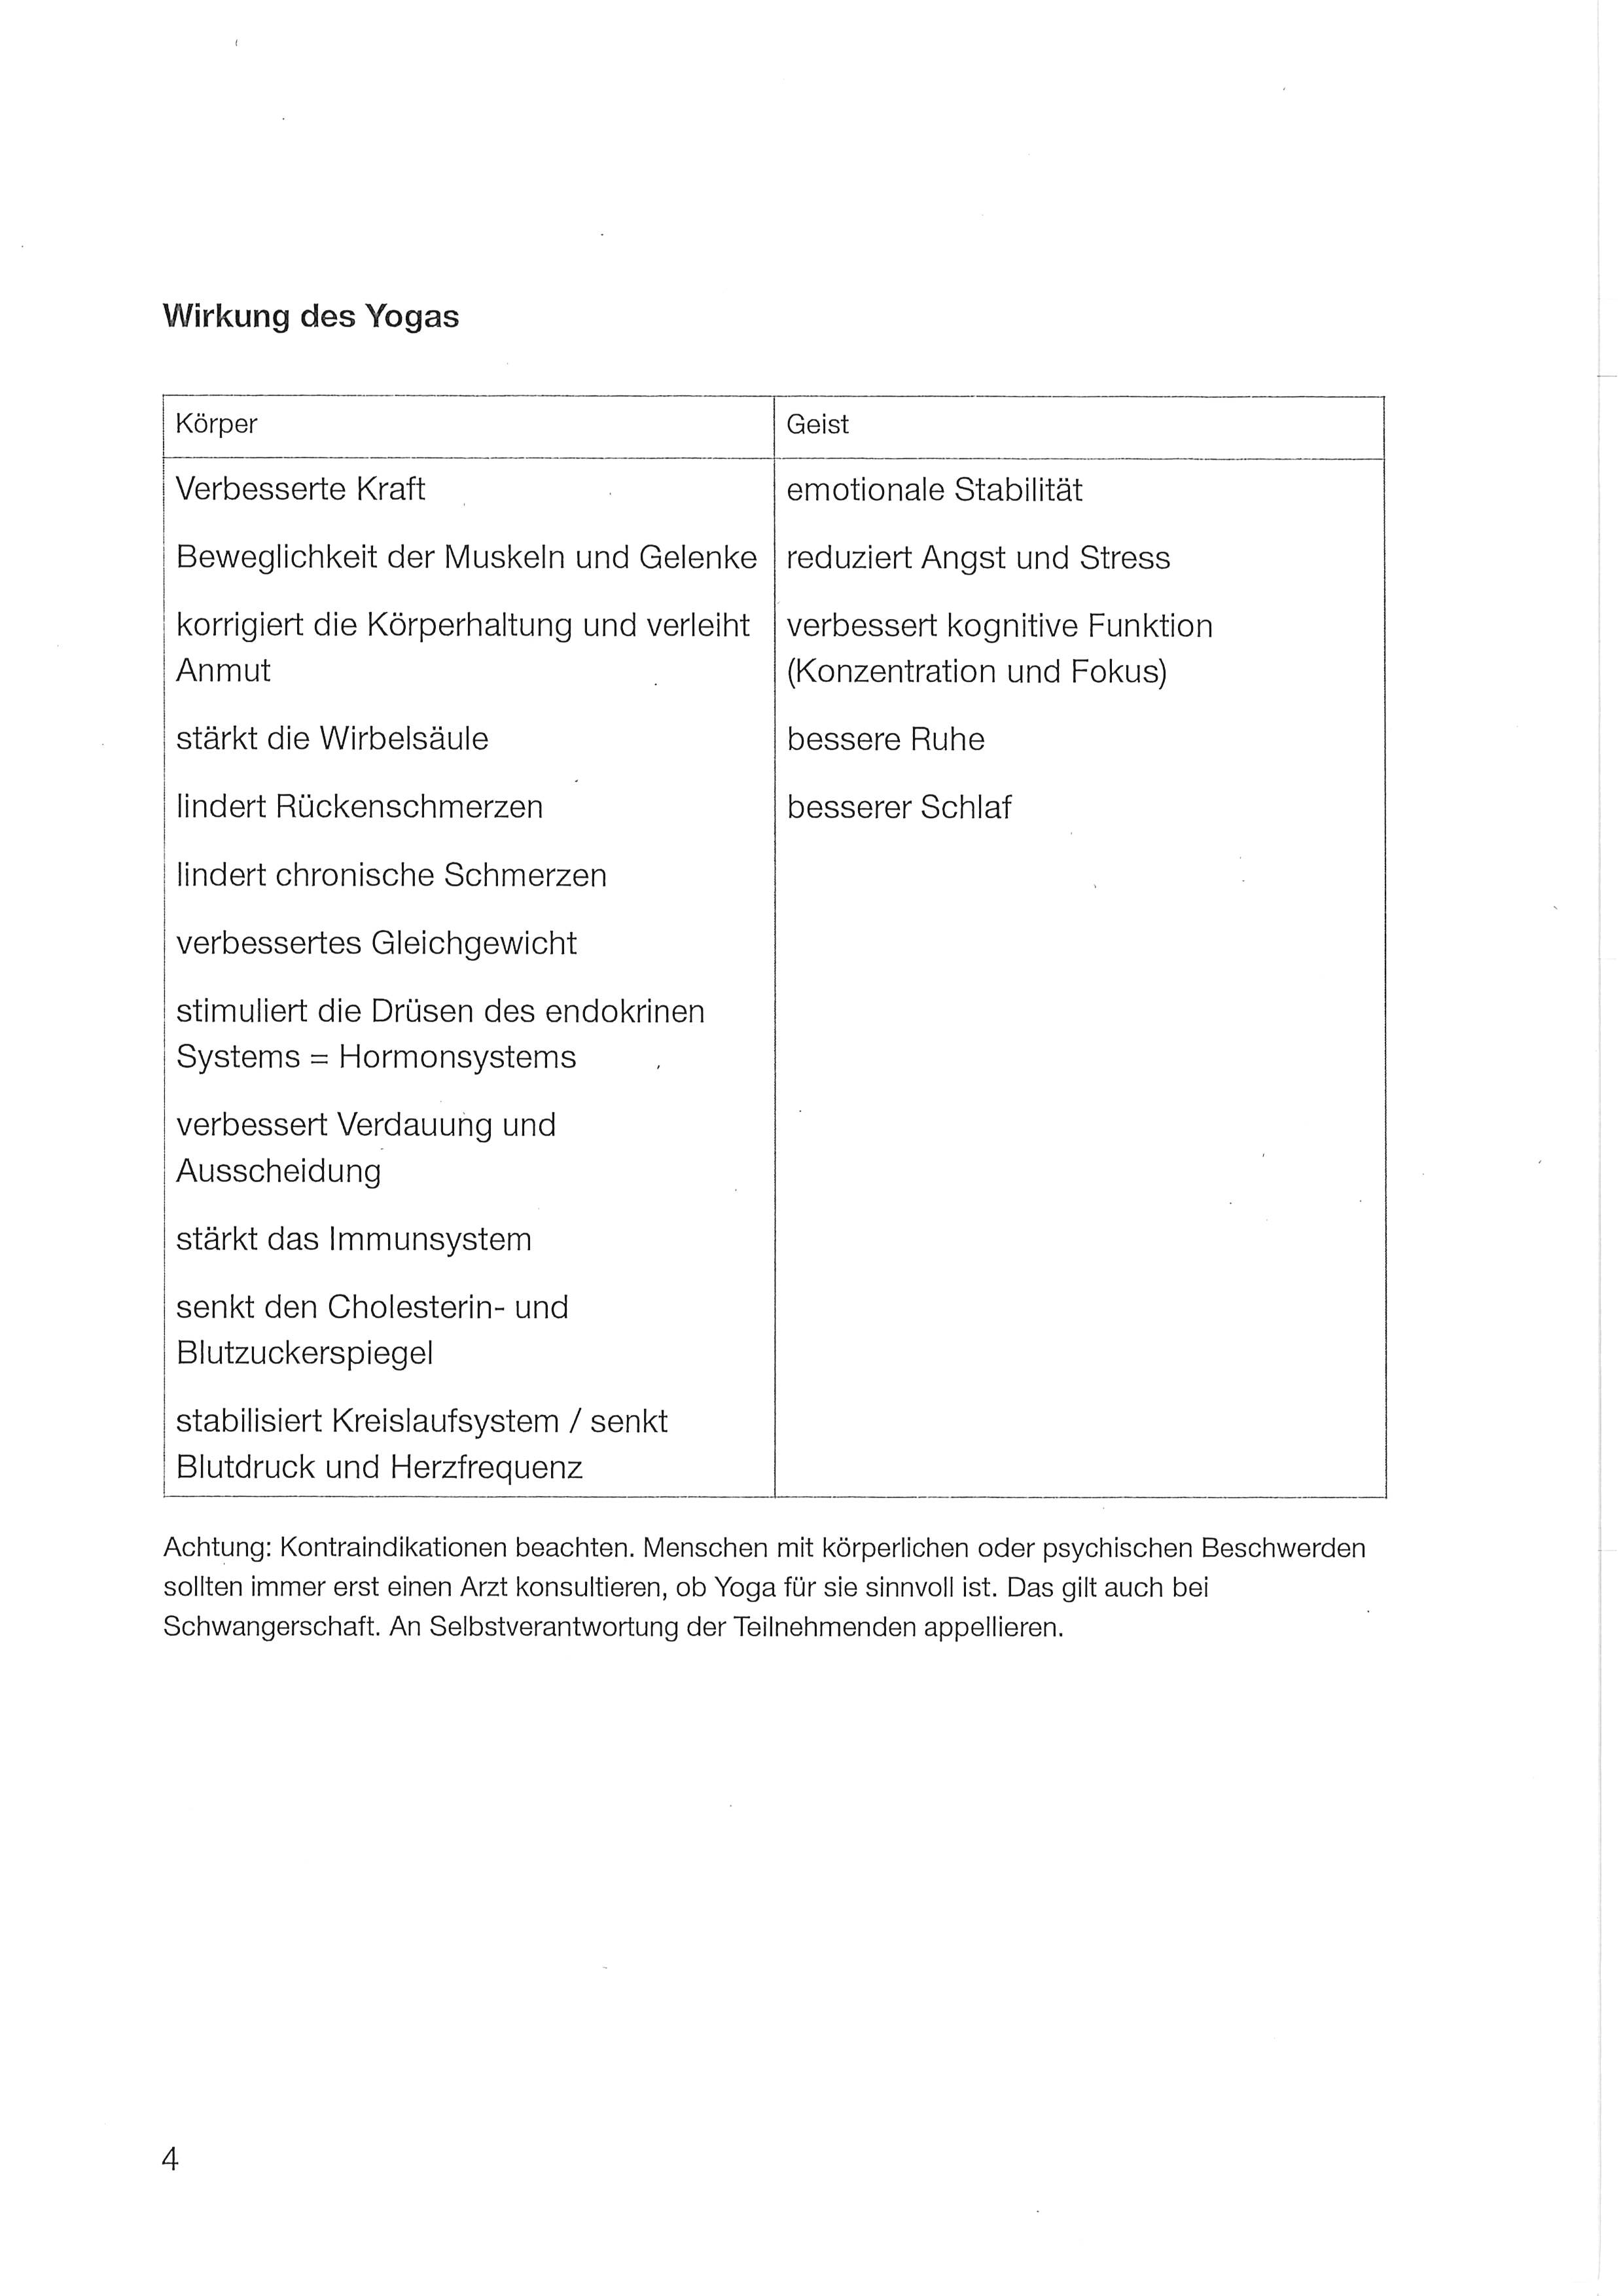 Wirkung des Yogas
Körper
Geist
Verbesserte Kraft
Beweglichkeit der Muskeln und Gelenke
korrigiert die Körperhaltung und verleiht
Anmut
stärkt die Wirbelsäule
lindert Rückenschmerzen
lindert chronische Schmerzen
verbessertes Gleichgewicht
stimuliert die Drüsen des endokrinen
Systems = Hormonsystems
verbessert Verdauung und
Ausscheidung
stärkt das Immunsystem
senkt den Cholesterin- und
Blutzuckerspiegel
stabilisiert Kreislaufsystem / senkt
Blutdruck und Herzfrequenz
emotionale Stabilität
reduziert Angst und Stress
verbessert kognitive Funktion
(Konzentration und Fokus)
bessere Ruhe
besserer Schlaf
Achtung: Kontraindikationen beachten. Menschen mit körperlichen oder psychischen Beschwerden
sollten immer erst einen Arzt konsultieren, ob Yoga für sie sinnvoll ist. Das gilt auch bei
Schwangerschaft. An Selbstverantwortung der Teilnehmenden appellieren.
4